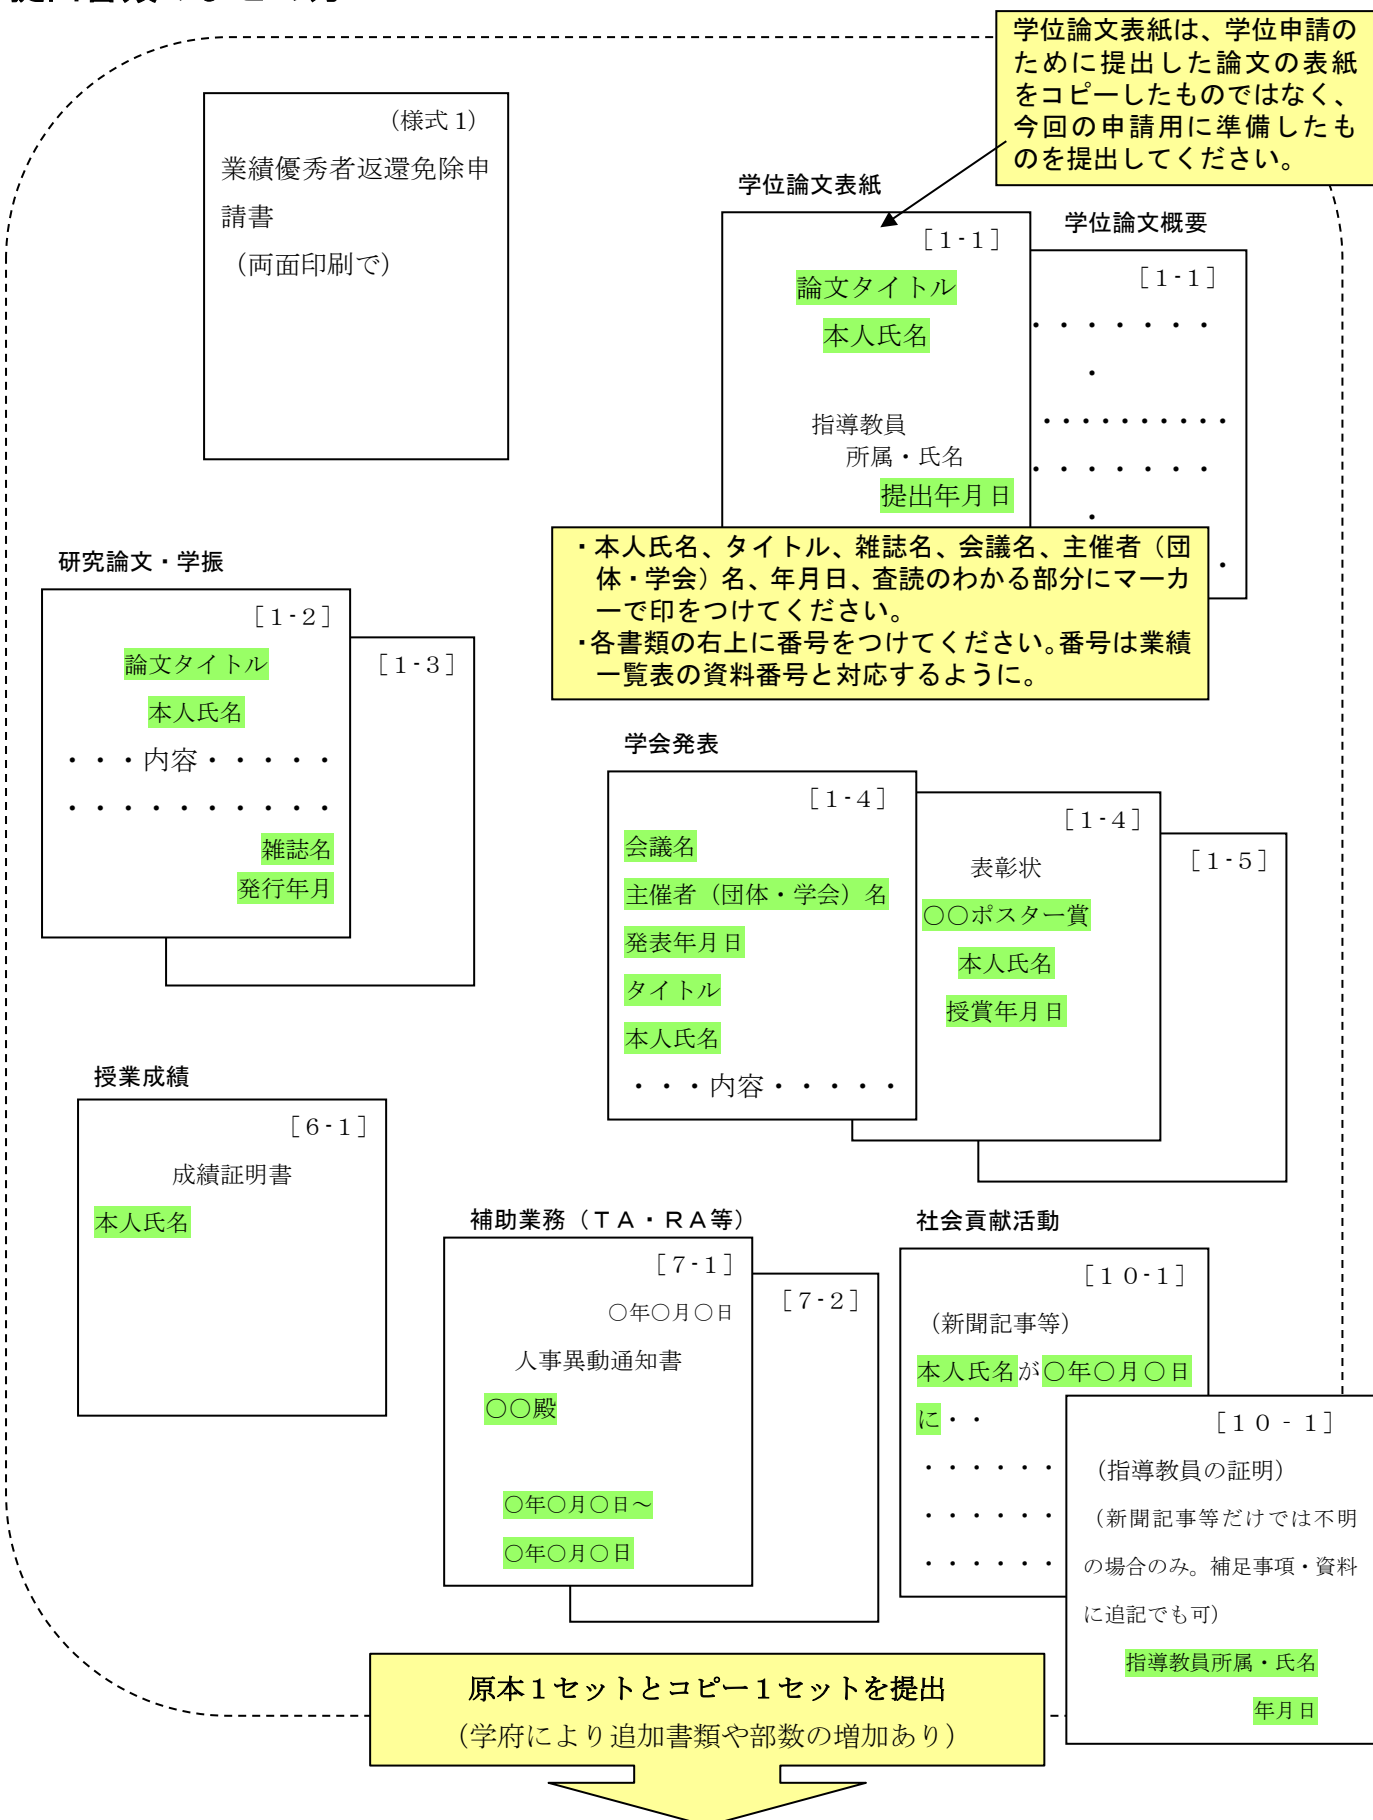 学位論文表紙は、学位申請の
ために提出した論文の表紙
をコピーしたものではなく、
今回の申請用に準備したも
のを提出してください。
（様式１）
業績優秀者返還免除申
請書
（両面印刷で）
学位論文表紙
［１‐１］
論文タイトル
本人氏名
指導教員
所属・氏名
提出年月日
学位論文概要
［１‐１］
・・・・・・・
・
・・・・・・・・・・
・・・・・・・
・
・
・本人氏名、タイトル、雑誌名、会議名、主催者（団
体・学会）名、年月日、査読のわかる部分にマーカ
ーで印をつけてください。
・各書類の右上に番号をつけてください。番号は業績
一覧表の資料番号と対応するように。
研究論文・学振
［１‐２］
論文タイトル
本人氏名
・・・内容・・・・・
・・・・・・・・・・
雑誌名
発行年月
［１‐３］
学会発表
［１‐４］
会議名
主催者（団体・学会）名
発表年月日
タイトル
本人氏名
・・・内容・・・・・
［１‐４］
表彰状
○○ポスター賞
本人氏名
授賞年月日
［１‐５］
授業成績
［６‐１］
成績証明書
本人氏名
補助業務（ＴＡ・ＲＡ等）
［７‐１］
○年○月○日
人事異動通知書
○○殿
○年○月○日～
○年○月○日
［７‐２］
社会貢献活動
［１０‐１］
（新聞記事等）
本人氏名が○年○月○日
に・・
・・・・・・
・・・・・・
・・・・・・
［１０‐１］
（指導教員の証明）
（新聞記事等だけでは不明
の場合のみ。補足事項・資料
に追記でも可）
指導教員所属・氏名
年月日
原本１セットとコピー１セットを提出
（学府により追加書類や部数の増加あり）